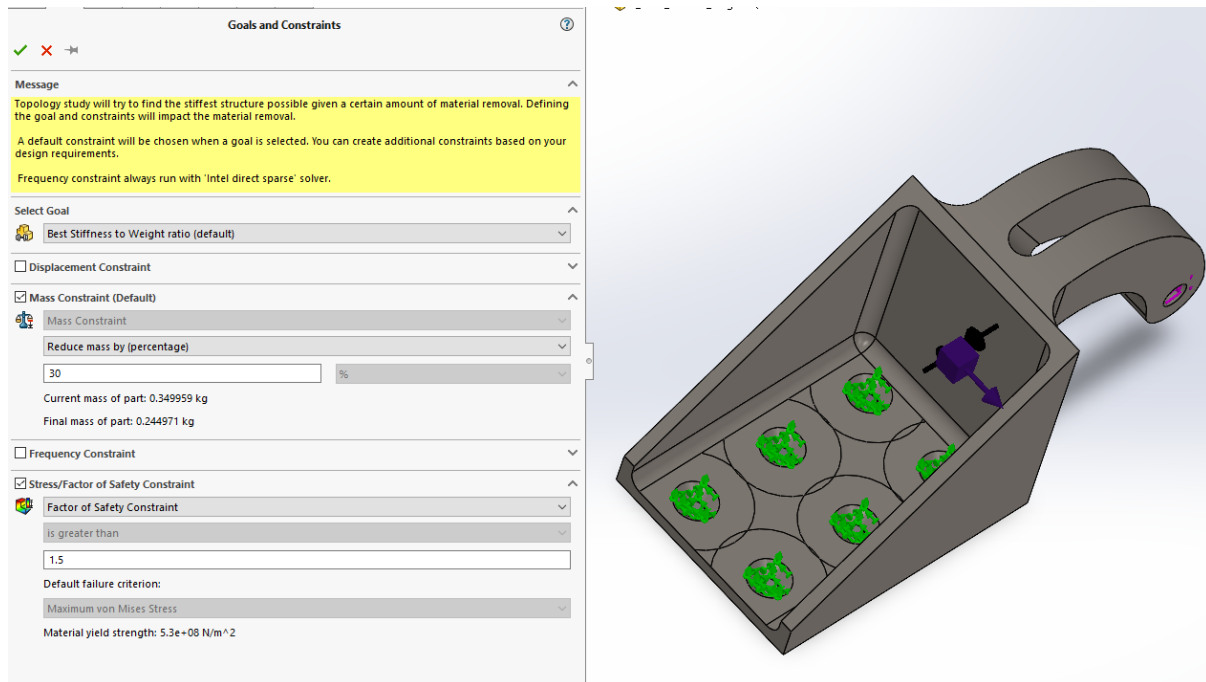 Goals and Constraints
Message
Topology study will try to find the stiffest structure possible given a certain amount of material removal. Defining
the goal and constraints will impact the material removal.
A default constraint will be chosen when a goal is selected. You can create additional constraints based on your
design requirements.
Frequency constraint always run with 'Intel direct sparse' solver.
Select Goal
Best Stiffness to Weight ratio (default)
Displacement Constraint
Mass Constraint (Default)
Mass Constraint
Reduce mass by (percentage)
30 %
Current mass of part: 0.349959 kg
Final mass of part: 0.244971 kg
Frequency Constraint
Stress/Factor of Safety Constraint
Factor of Safety Constraint
is greater than
1.5
Default failure criterion:
Maximum von Mises Stress
Material yield strength: 5.3e+08 N/m^2